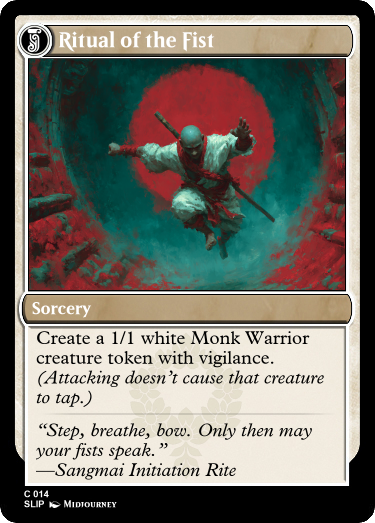 Ritual of the Fist
Sorcery
Create a 1/1 white Monk Warrior
creature token with vigilance.
(Attacking doesn’t cause that creature
to tap.)
“Step, breathe, bow. Only then may
your fists speak.”
—Sangmai Initiation Rite
C 014
SLIP Midjourney